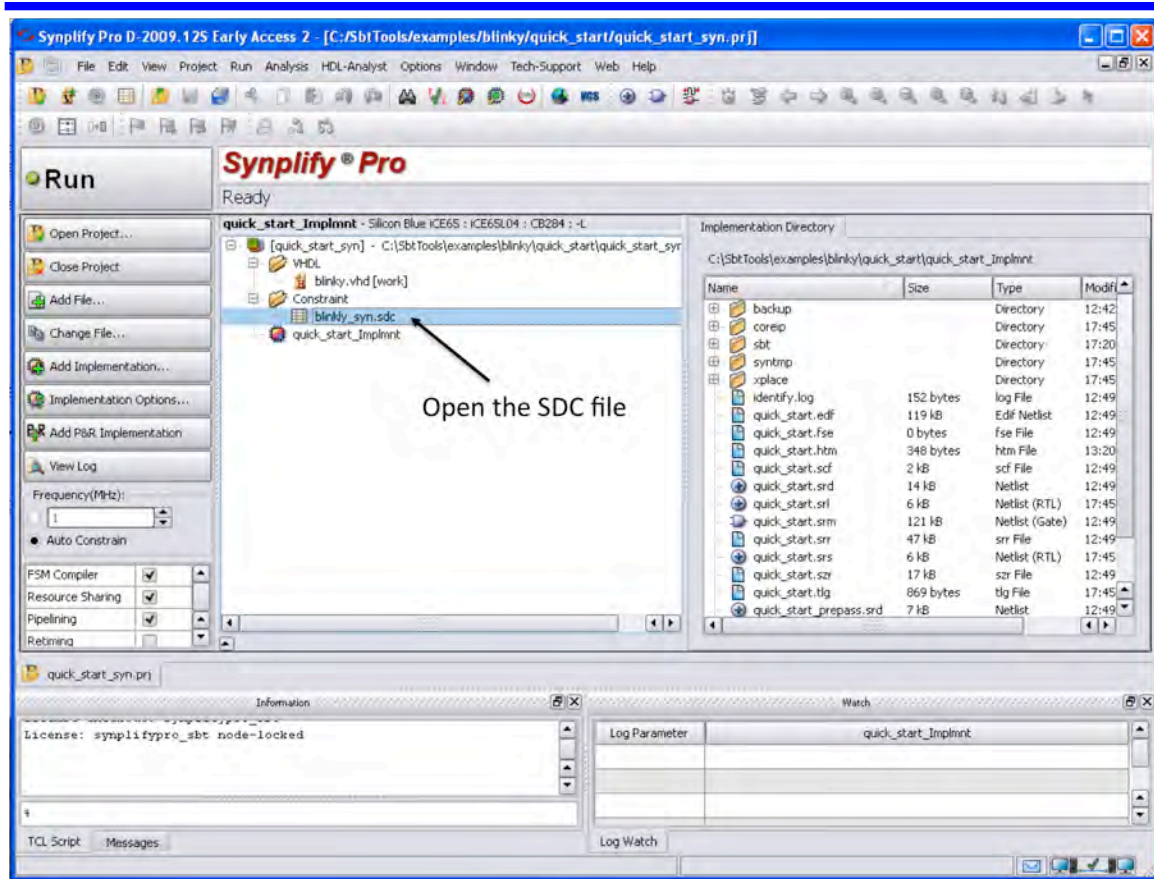 Synplify Pro D-2009.12S Early Access 2 - [C:/SbtTools/examples/blinky/quick_start/quick_start_syn.prj]
File Edit View Project Run Analysis HDL-Analyst Options Window Tech-Support Web Help
Run
Synplify ® Pro
Ready
Open Project...
Close Project
Add File...
Change File...
Add Implementation...
Implementation Options...
P&R Add P&R Implementation
View Log
Frequency(MHz):
1
Auto Constrain
FSM Compiler
Resource Sharing
Pipelining
Retiming
quick_start_Implmnt - Silicon Blue iCE65 : iCE65L04 : CB284 : -L
[quick_start_syn] - C:\SbtTools\examples\blinky\quick_start\quick_start_syr
VHDL
blinky.vhd [work]
Constraint
blinkly_syn.sdc
quick_start_Implmnt
Open the SDC file
Implementation Directory
C:\SbtTools\examples\blinky\quick_start\quick_start_Implmnt
Name Size Type Modifi
backup Directory 12:42
coreip Directory 17:45
sbt Directory 17:20
syntmp Directory 17:45
xplace Directory 17:45
identify.log 152 bytes log File 12:49
quick_start.edf 119 kB Edif Netlist 12:49
quick_start.fse 0 bytes fse File 12:49
quick_start.htm 348 bytes htm File 13:20
quick_start.scf 2 kB scf File 12:49
quick_start.srd 14 kB Netlist 12:49
quick_start.srl 6 kB Netlist (RTL) 17:45
quick_start.srm 121 kB Netlist (Gate) 12:49
quick_start.srr 47 kB srr File 12:49
quick_start.srs 6 kB Netlist (RTL) 17:45
quick_start.szr 17 kB szr File 12:49
quick_start.tlg 869 bytes tlg File 17:45
quick_start_prepass.srd 7 kB Netlist 12:49
quick_start_syn.prj
Information
License: synplifypro_sbt node-locked
%
TCL Script Messages
Watch
Log Parameter quick_start_Implmnt
Log Watch